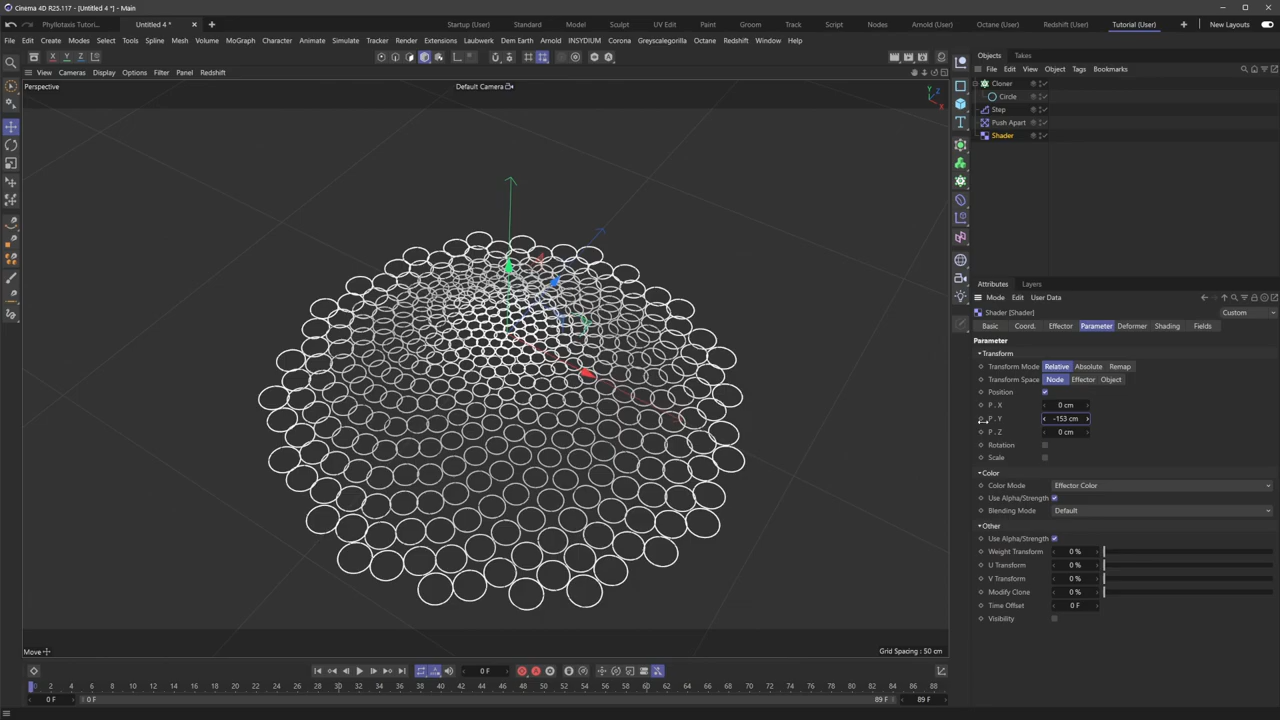 Cinema 4D R25.117 - [Untitled 4 *] - Main
Phyllotaxis Tutori...
Untitled 4 *
Startup (User)
Standard
Model
Sculpt
UV Edit
Paint
Groom
Track
Script
Nodes
Arnold (User)
Octane (User)
Redshift (User)
Tutorial (User)
New Layouts
File Edit Create Modes Select Tools Spline Mesh Volume MoGraph Character Animate Simulate Tracker Render Extensions Laubwerk Dem Earth Arnold INSYDIUM Corona Greyscalegorilla Octane Redshift Window Help
X Y Z
View Cameras Display Options Filter Panel Redshift
Perspective
Default Camera
Y
Z
X
Move
Grid Spacing : 50 cm
Objects Takes
File Edit View Object Tags Bookmarks
Cloner
Circle
Step
Push Apart
Shader
Attributes Layers
Mode Edit User Data
Shader [Shader]
Custom
Basic Coord. Effector Parameter Deformer Shading Fields
Parameter
Transform
Transform Mode Relative Absolute Remap
Transform Space Node Effector Object
Position
P . X 0 cm
P . Y -153 cm
P . Z 0 cm
Rotation
Scale
Color
Color Mode Effector Color
Use Alpha/Strength
Blending Mode Default
Other
Use Alpha/Strength
Weight Transform 0 %
U Transform 0 %
V Transform 0 %
Modify Clone 0 %
Time Offset 0 F
Visibility
0 F
0 2 4 6 8 10 12 14 16 18 20 22 24 26 28 30 32 34 36 38 40 42 44 46 48 50 52 54 56 58 60 62 64 66 68 70 72 74 76 78 80 82 84 86 88
0 F 0 F 89 F 89 F